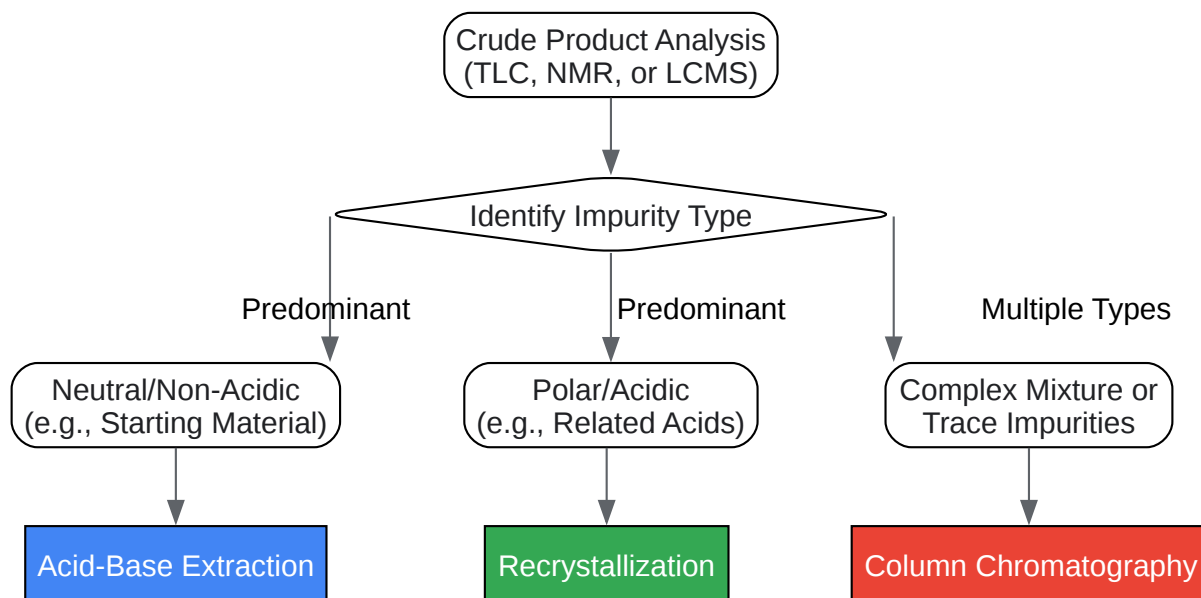 Crude Product Analysis
(TLC, NMR, or LCMS)
Identify Impurity Type
Predominant
Predominant
Multiple Types
Neutral/Non-Acidic
(e.g., Starting Material)
Polar/Acidic
(e.g., Related Acids)
Complex Mixture or
Trace Impurities
Acid-Base Extraction
Recrystallization
Column Chromatography